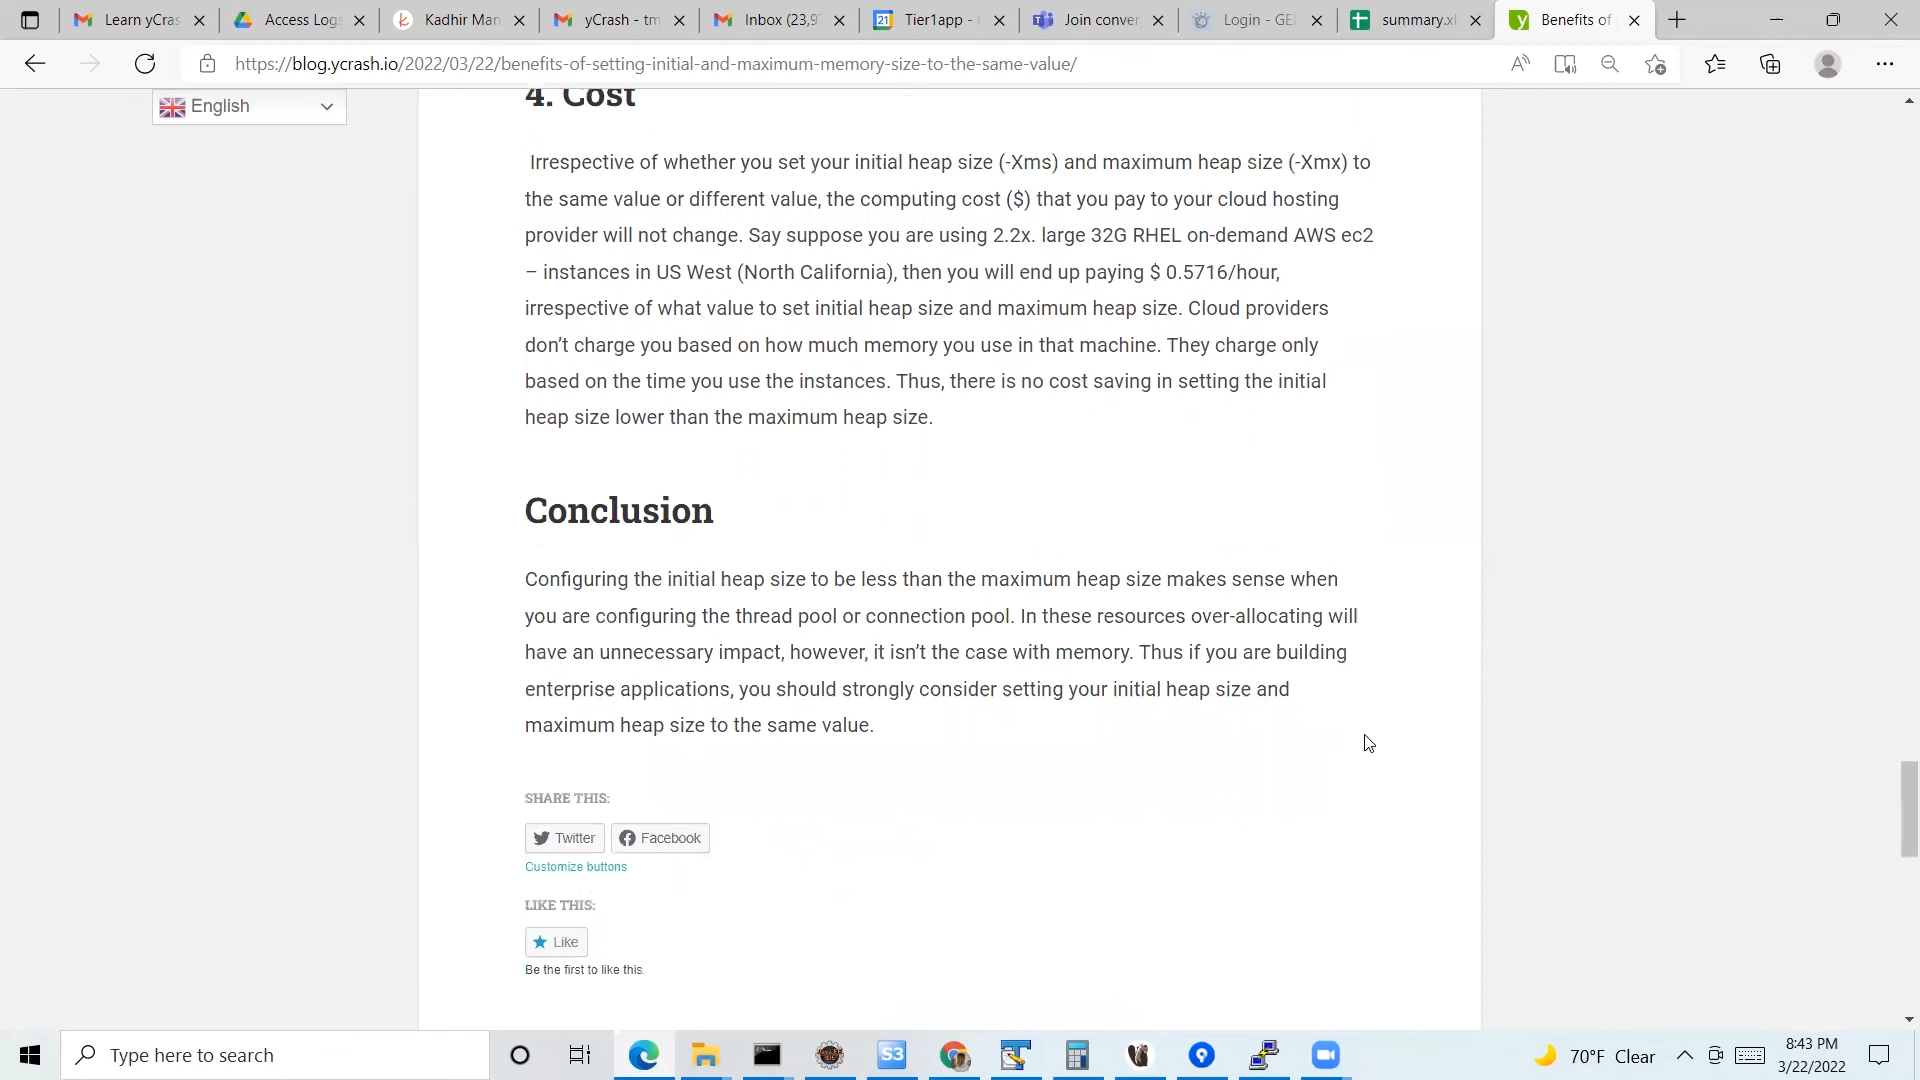 Learn yCras
Access Log
Kadhir Man
yCrash - tm
Inbox (23,9
Tier1app -
Join conver
Login - GE
summary.xl
Benefits of
https://blog.ycrash.io/2022/03/22/benefits-of-setting-initial-and-maximum-memory-size-to-the-same-value/
English
4. Cost
Irrespective of whether you set your initial heap size (-Xms) and maximum heap size (-Xmx) to
the same value or different value, the computing cost ($) that you pay to your cloud hosting
provider will not change. Say suppose you are using 2.2x. large 32G RHEL on-demand AWS ec2
– instances in US West (North California), then you will end up paying $ 0.5716/hour,
irrespective of what value to set initial heap size and maximum heap size. Cloud providers
don’t charge you based on how much memory you use in that machine. They charge only
based on the time you use the instances. Thus, there is no cost saving in setting the initial
heap size lower than the maximum heap size.
Conclusion
Configuring the initial heap size to be less than the maximum heap size makes sense when
you are configuring the thread pool or connection pool. In these resources over-allocating will
have an unnecessary impact, however, it isn’t the case with memory. Thus if you are building
enterprise applications, you should strongly consider setting your initial heap size and
maximum heap size to the same value.
SHARE THIS:
Twitter
Facebook
Customize buttons
LIKE THIS:
Like
Be the first to like this.
Type here to search
S3
70°F Clear
8:43 PM
3/22/2022